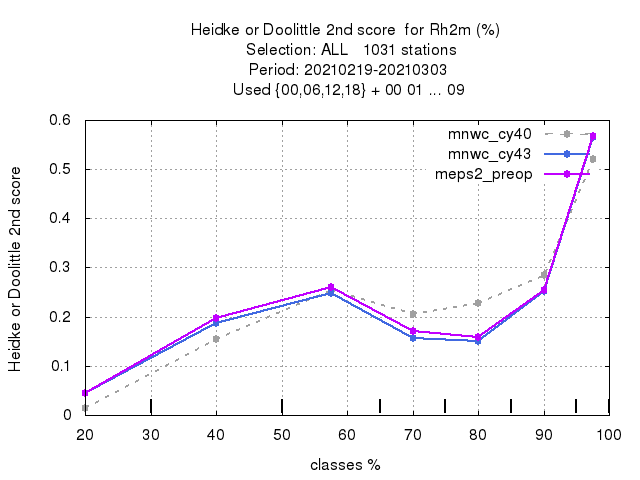 Heidke or Doolittle 2nd score  for Rh2m (%)
Selection: ALL   1031 stations
Period: 20210219-20210303
Used {00,06,12,18} + 00 01 ... 09
mnwc_cy40
mnwc_cy43
meps2_preop
Heidke or Doolittle 2nd score
0.6
0.5
0.4
0.3
0.2
0.1
0
20 30 40 50 60 70 80 90 100
classes %